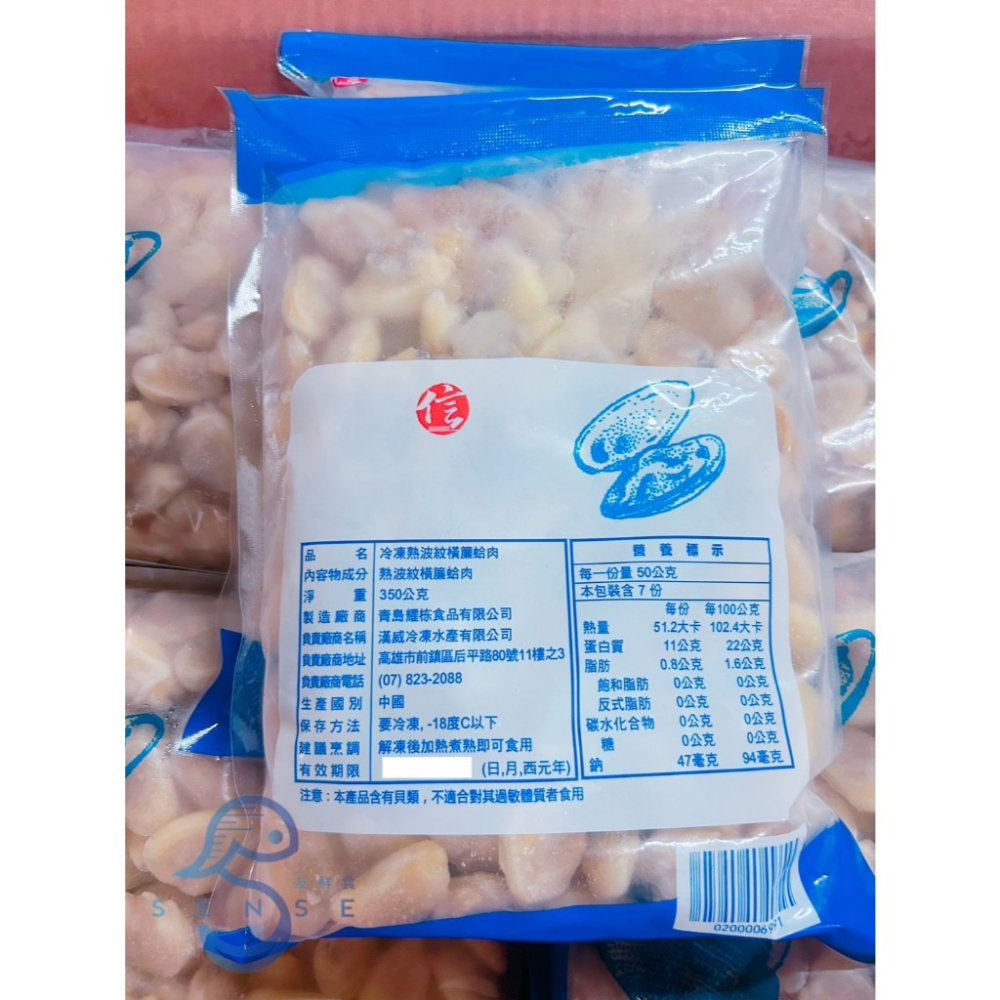 信
品名 冷凍熟波紋橫簾蛤肉
內容物成分 熟波紋橫簾蛤肉
淨重 350公克
製造廠商 青島耀栋食品有限公司
負責廠商名稱 漢威冷凍水產有限公司
負責廠商地址 高雄市前鎮區后平路80號11樓之3
負責廠商電話 (07) 823-2088
生產國別 中國
保存方法 要冷凍, -18度C以下
建議烹調 解凍後加熱煮熟即可食用
有效期限 (日,月,西元年)
注意：本產品含有貝類，不適合對其過敏體質者食用
營養標示
每一份量 50公克
本包裝含 7 份
每份 每100公克
熱量 51.2大卡 102.4大卡
蛋白質 11公克 22公克
脂肪 0.8公克 1.6公克
飽和脂肪 0公克 0公克
反式脂肪 0公克 0公克
碳水化合物 0公克 0公克
糖 0公克 0公克
鈉 47毫克 94毫克
友鮮食
SENSE